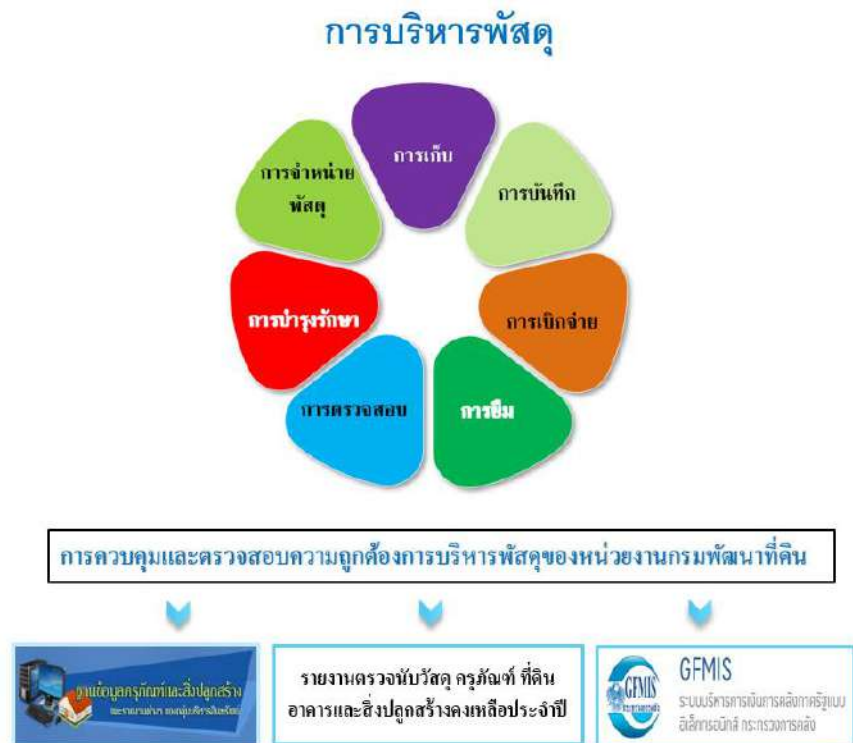 การบริหารพัสดุ
การเก็บ
การบันทึก
การเบิกจ่าย
การยืม
การตรวจสอบ
การบำรุงรักษา
การจำหน่าย
พัสดุ
การควบคุมและตรวจสอบความถูกต้องการบริหารพัสดุของหน่วยงานกรมพัฒนาที่ดิน
ฐานข้อมูลครุภัณฑ์และสิ่งปลูกสร้าง
รายงานตรวจนับวัสดุ ครุภัณฑ์ ที่ดิน
อาคารและสิ่งปลูกสร้างคงเหลือประจำปี
GFMIS
GFMIS
ระบบบริหารการเงินการคลังภาครัฐแบบ
อิเล็กทรอนิกส์ กระทรวงการคลัง